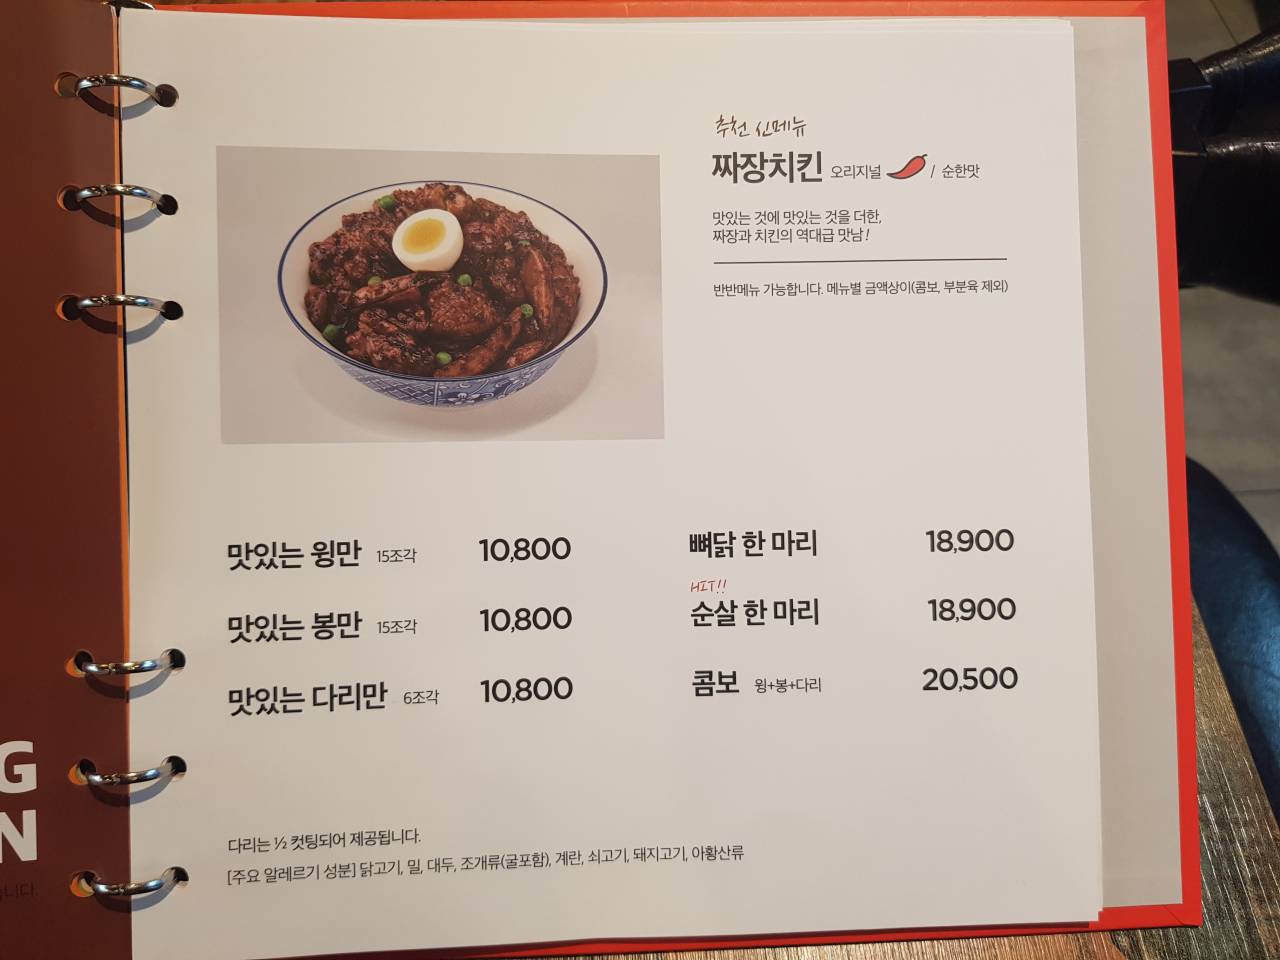 추천 신메뉴
짜장치킨 오리지널 / 순한맛
맛있는 것에 맛있는 것을 더한,
짜장과 치킨의 역대급 맛남!
반반메뉴 가능합니다. 메뉴별 금액상이(콤보, 부분육 제외)
맛있는 윙만 15조각 10,800
맛있는 봉만 15조각 10,800
맛있는 다리만 6조각 10,800
뼈닭 한 마리 18,900
HIT!!
순살 한 마리 18,900
콤보 윙+봉+다리 20,500
다리는 ½ 컷팅되어 제공됩니다.
[주요 알레르기 성분] 닭고기, 밀, 대두, 조개류(굴포함), 계란, 쇠고기, 돼지고기, 아황산류
G
N